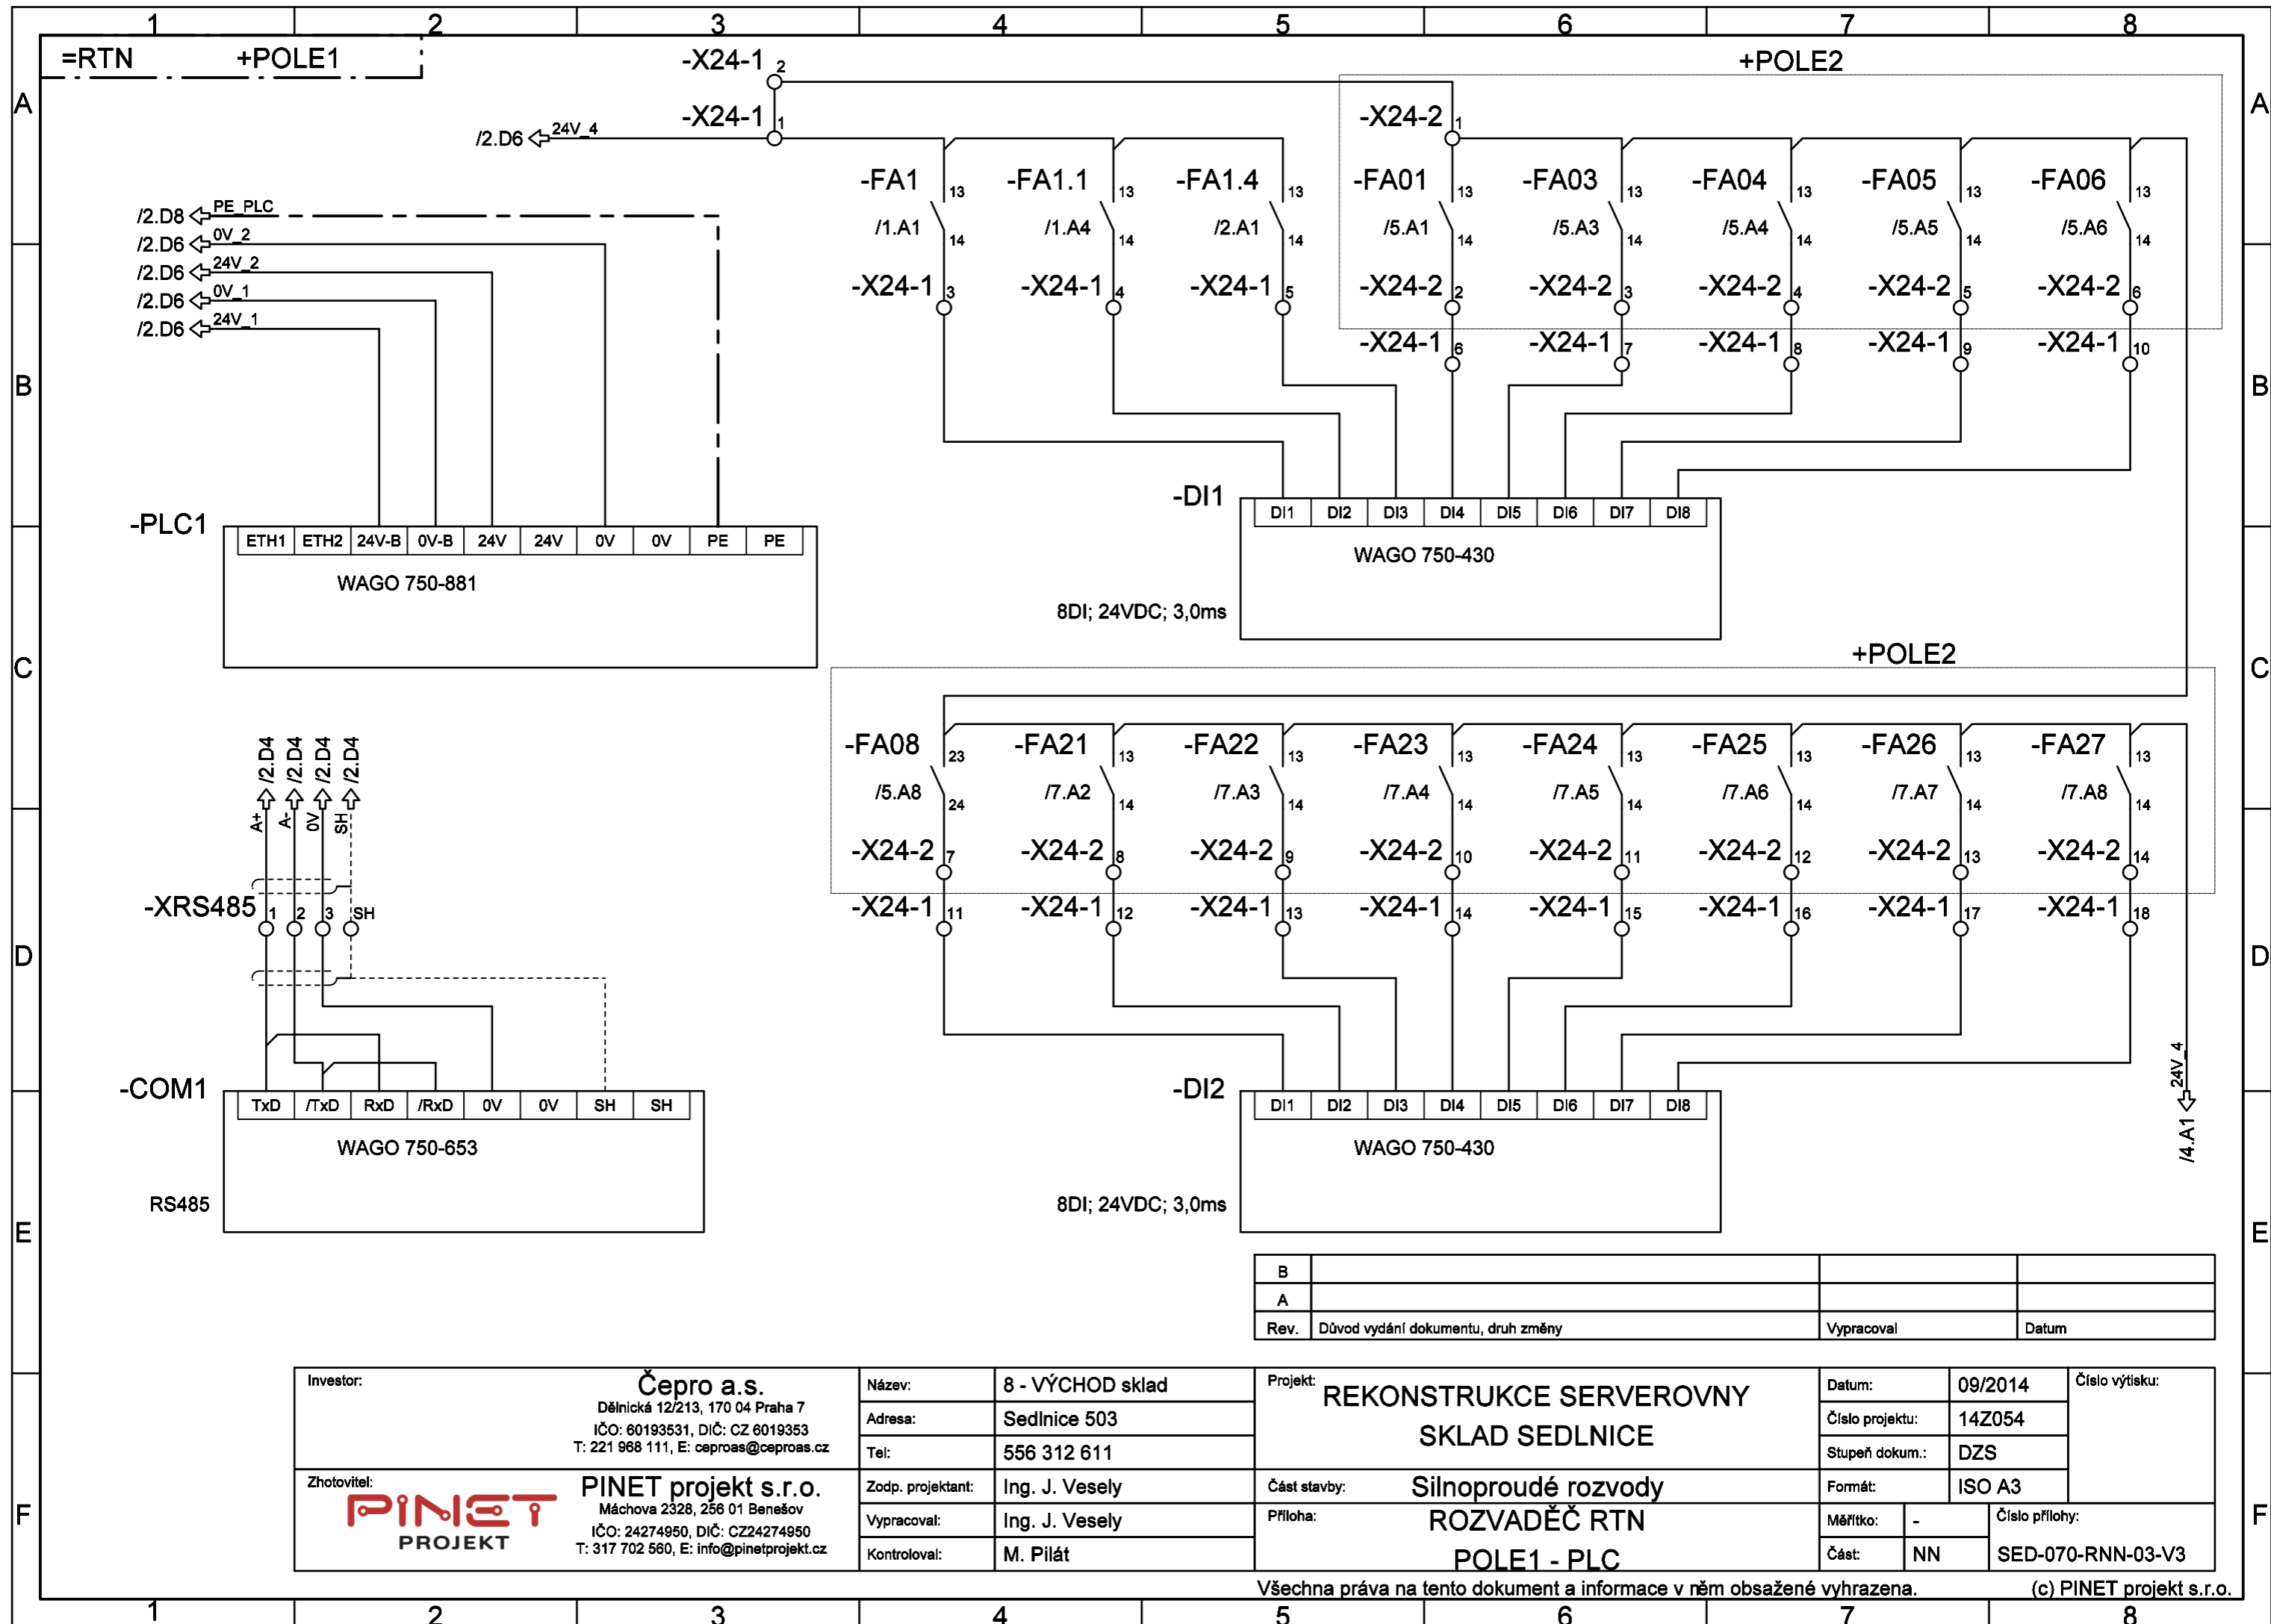 1 2 3 4 5 6 7 8
=RTN +POLE1
-X24-1 2
+POLE2
A A
-X24-1 1
-X24-2 1
/2.D6 24V_4
-FA1 13 -FA1.1 13 -FA1.4 13 -FA01 13 -FA03 13 -FA04 13 -FA05 13 -FA06 13
/1.A1 14 /1.A4 14 /2.A1 14 /5.A1 14 /5.A3 14 /5.A4 14 /5.A5 14 /5.A6 14
/2.D8 PE_PLC
/2.D6 0V_2
/2.D6 24V_2
/2.D6 0V_1
/2.D6 24V_1
-X24-1 3 -X24-1 4 -X24-1 5 -X24-2 2 -X24-2 3 -X24-2 4 -X24-2 5 -X24-2 6
-X24-1 6 -X24-1 7 -X24-1 8 -X24-1 9 -X24-1 10
B B
-PLC1
ETH1 ETH2 24V-B 0V-B 24V 24V 0V 0V PE PE
WAGO 750-881
-DI1
DI1 DI2 DI3 DI4 DI5 DI6 DI7 DI8
WAGO 750-430
8DI; 24VDC; 3,0ms
+POLE2
C C
-FA08 23 -FA21 13 -FA22 13 -FA23 13 -FA24 13 -FA25 13 -FA26 13 -FA27 13
/5.A8 24 /7.A2 14 /7.A3 14 /7.A4 14 /7.A5 14 /7.A6 14 /7.A7 14 /7.A8 14
-X24-2 7 -X24-2 8 -X24-2 9 -X24-2 10 -X24-2 11 -X24-2 12 -X24-2 13 -X24-2 14
-X24-1 11 -X24-1 12 -X24-1 13 -X24-1 14 -X24-1 15 -X24-1 16 -X24-1 17 -X24-1 18
/2.D4 /2.D4 /2.D4 /2.D4
A+ A- 0V SH
-XRS485 1 2 3 SH
D D
-COM1
TxD /TxD RxD /RxD 0V 0V SH SH
WAGO 750-653
RS485
-DI2
DI1 DI2 DI3 DI4 DI5 DI6 DI7 DI8
WAGO 750-430
8DI; 24VDC; 3,0ms
24V_4
/4.A1
E E
B
A
Rev. Důvod vydání dokumentu, druh změny Vypracoval Datum
Investor:
Čepro a.s.
Dělnická 12/213, 170 04 Praha 7
IČO: 60193531, DIČ: CZ 6019353
T: 221 968 111, E: ceproas@ceproas.cz
Zhotovitel:
PINET
PROJEKT
PINET projekt s.r.o.
Máchova 2328, 256 01 Benešov
IČO: 24274950, DIČ: CZ24274950
T: 317 702 560, E: info@pinetprojekt.cz
Název: 8 - VÝCHOD sklad
Adresa: Sedlnice 503
Tel: 556 312 611
Zodp. projektant: Ing. J. Vesely
Vypracoval: Ing. J. Vesely
Kontroloval: M. Pilát
Projekt: REKONSTRUKCE SERVEROVNY
SKLAD SEDLNICE
Část stavby: Silnoproudé rozvody
Příloha: ROZVADĚČ RTN
POLE1 - PLC
Datum: 09/2014
Číslo projektu: 14Z054
Stupeň dokum.: DZS
Formát: ISO A3
Měřítko: -
Část: NN
Číslo výtisku:
Číslo přílohy:
SED-070-RNN-03-V3
F F
Všechna práva na tento dokument a informace v něm obsažené vyhrazena. (c) PINET projekt s.r.o.
1 2 3 4 5 6 7 8